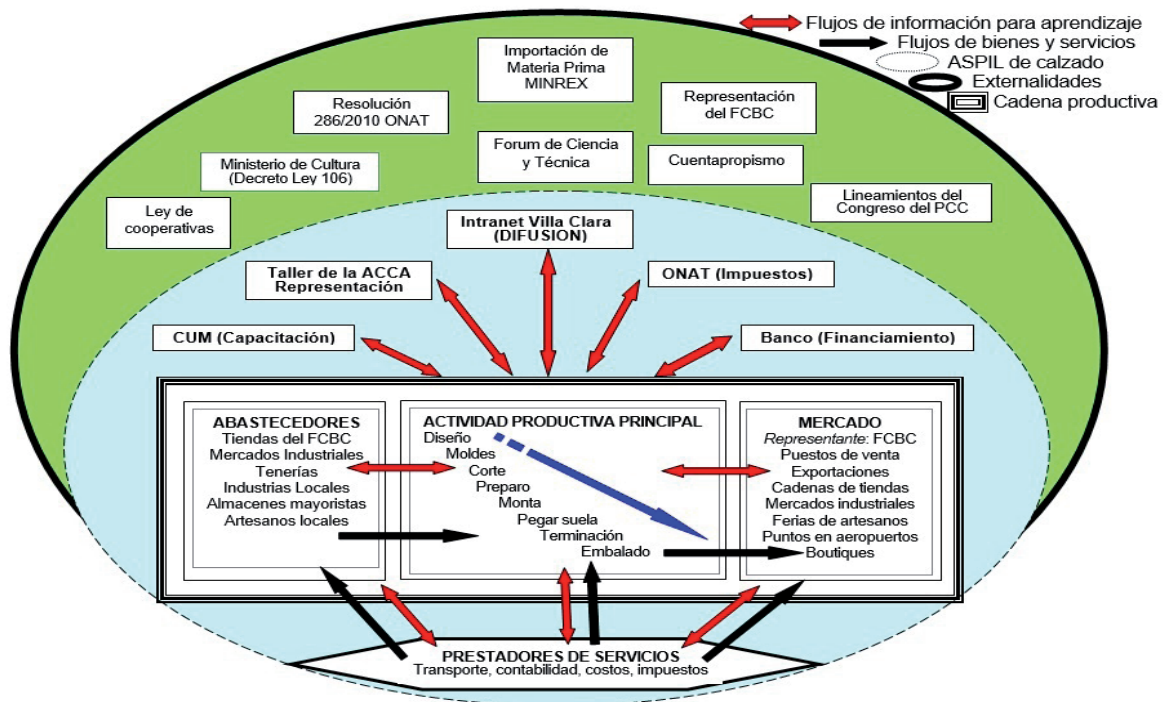 Flujos de información para aprendizaje
Flujos de bienes y servicios
ASPIL de calzado
Externalidades
Cadena productiva
Importación de
Materia Prima
MINREX
Resolución
286/2010 ONAT
Representación
del FCBC
Forum de Ciencia
y Técnica
Cuentapropismo
Ministerio de Cultura
(Decreto Ley 106)
Lineamientos del
Congreso del PCC
Ley de
cooperativas
Intranet Villa Clara
(DIFUSION)
Taller de la ACCA
Representación
ONAT (Impuestos)
CUM (Capacitación)
Banco (Financiamiento)
ABASTECEDORES
Tiendas del FCBC
Mercados Industriales
Tenerías
Industrias Locales
Almacenes mayoristas
Artesanos locales
ACTIVIDAD PRODUCTIVA PRINCIPAL
Diseño
Moldes
Corte
Preparo
Monta
Pegar suela
Terminación
Embalado
MERCADO
Representante: FCBC
Puestos de venta
Exportaciones
Cadenas de tiendas
Mercados industriales
Ferias de artesanos
Puntos en aeropuertos
Boutiques
PRESTADORES DE SERVICIOS
Transporte, contabilidad, costos, impuestos